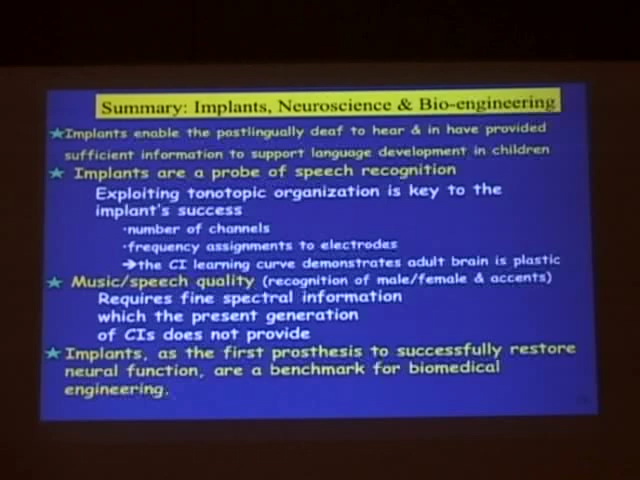 Summary: Implants, Neuroscience & Bio-engineering
Implants enable the postlingually deaf to hear & in have provided
sufficient information to support language development in children
Implants are a probe of speech recognition
Exploiting tonotopic organization is key to the
implant's success
·number of channels
·frequency assignments to electrodes
→the CI learning curve demonstrates adult brain is plastic
Music/speech quality (recognition of male/female & accents)
Requires fine spectral information
which the present generation
of CIs does not provide
Implants, as the first prosthesis to successfully restore
neural function, are a benchmark for biomedical
engineering.